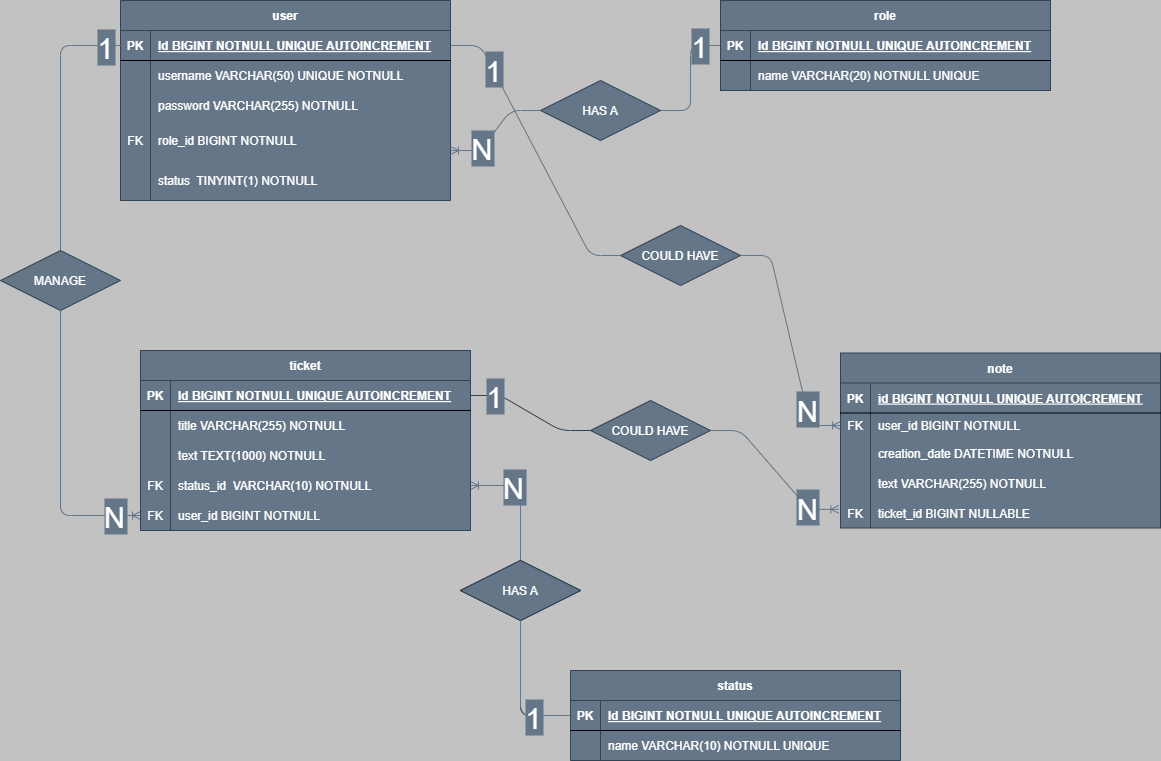 user
PK Id BIGINT NOTNULL UNIQUE AUTOINCREMENT
username VARCHAR(50) UNIQUE NOTNULL
password VARCHAR(255) NOTNULL
FK role_id BIGINT NOTNULL
status TINYINT(1) NOTNULL
1
1
N
HAS A
1
role
PK Id BIGINT NOTNULL UNIQUE AUTOINCREMENT
name VARCHAR(20) NOTNULL UNIQUE
MANAGE
COULD HAVE
N
ticket
PK Id BIGINT NOTNULL UNIQUE AUTOINCREMENT
title VARCHAR(255) NOTNULL
text TEXT(1000) NOTNULL
FK status_id VARCHAR(10) NOTNULL
FK user_id BIGINT NOTNULL
N
1
COULD HAVE
N
N
note
PK id BIGINT NOTNULL UNIQUE AUTOINCREMENT
FK user_id BIGINT NOTNULL
creation_date DATETIME NOTNULL
text VARCHAR(255) NOTNULL
FK ticket_id BIGINT NULLABLE
HAS A
1
status
PK Id BIGINT NOTNULL UNIQUE AUTOINCREMENT
name VARCHAR(10) NOTNULL UNIQUE